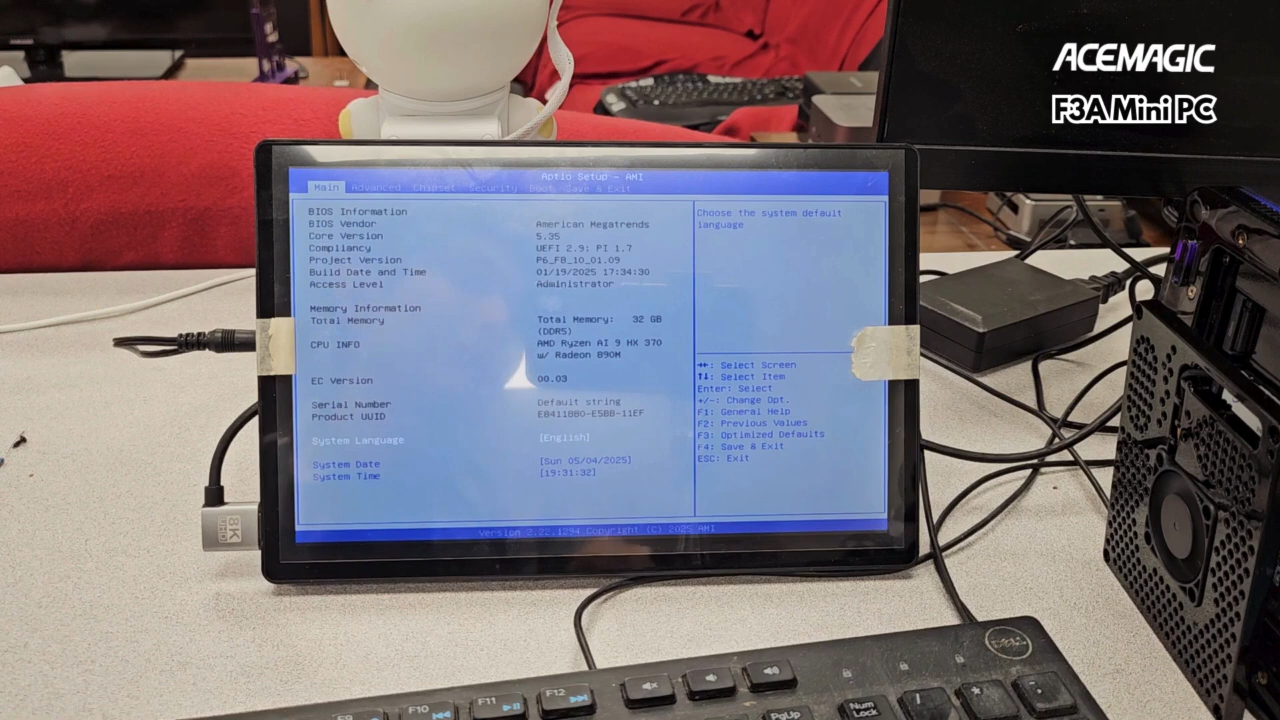 ACEMAGIC
F3A Mini PC
Aptio Setup - AMI
Main Advanced Chipset Security Boot Save & Exit
BIOS Information
BIOS Vendor American Megatrends
Core Version 5.35
Compliancy UEFI 2.9; PI 1.7
Project Version P6_F8_10_01.09
Build Date and Time 01/19/2025 17:34:30
Access Level Administrator
Memory Information
Total Memory Total Memory: 32 GB
(DDR5)
CPU INFO AMD Ryzen AI 9 HX 370
w/ Radeon 890M
EC Version 00.03
Serial Number Default string
Product UUID E8411880-E5BB-11EF
System Language [English]
System Date [Sun 05/04/2025]
System Time [19:31:32]
Choose the system default
language
→←: Select Screen
↑↓: Select Item
Enter: Select
+/-: Change Opt.
F1: General Help
F2: Previous Values
F3: Optimized Defaults
F4: Save & Exit
ESC: Exit
Version 2.22.1294 Copyright (C) 2025 AMI
8K
UHD
DELL
F9 F10 F11 F12
PgUp
Num
Lock
/
*
-